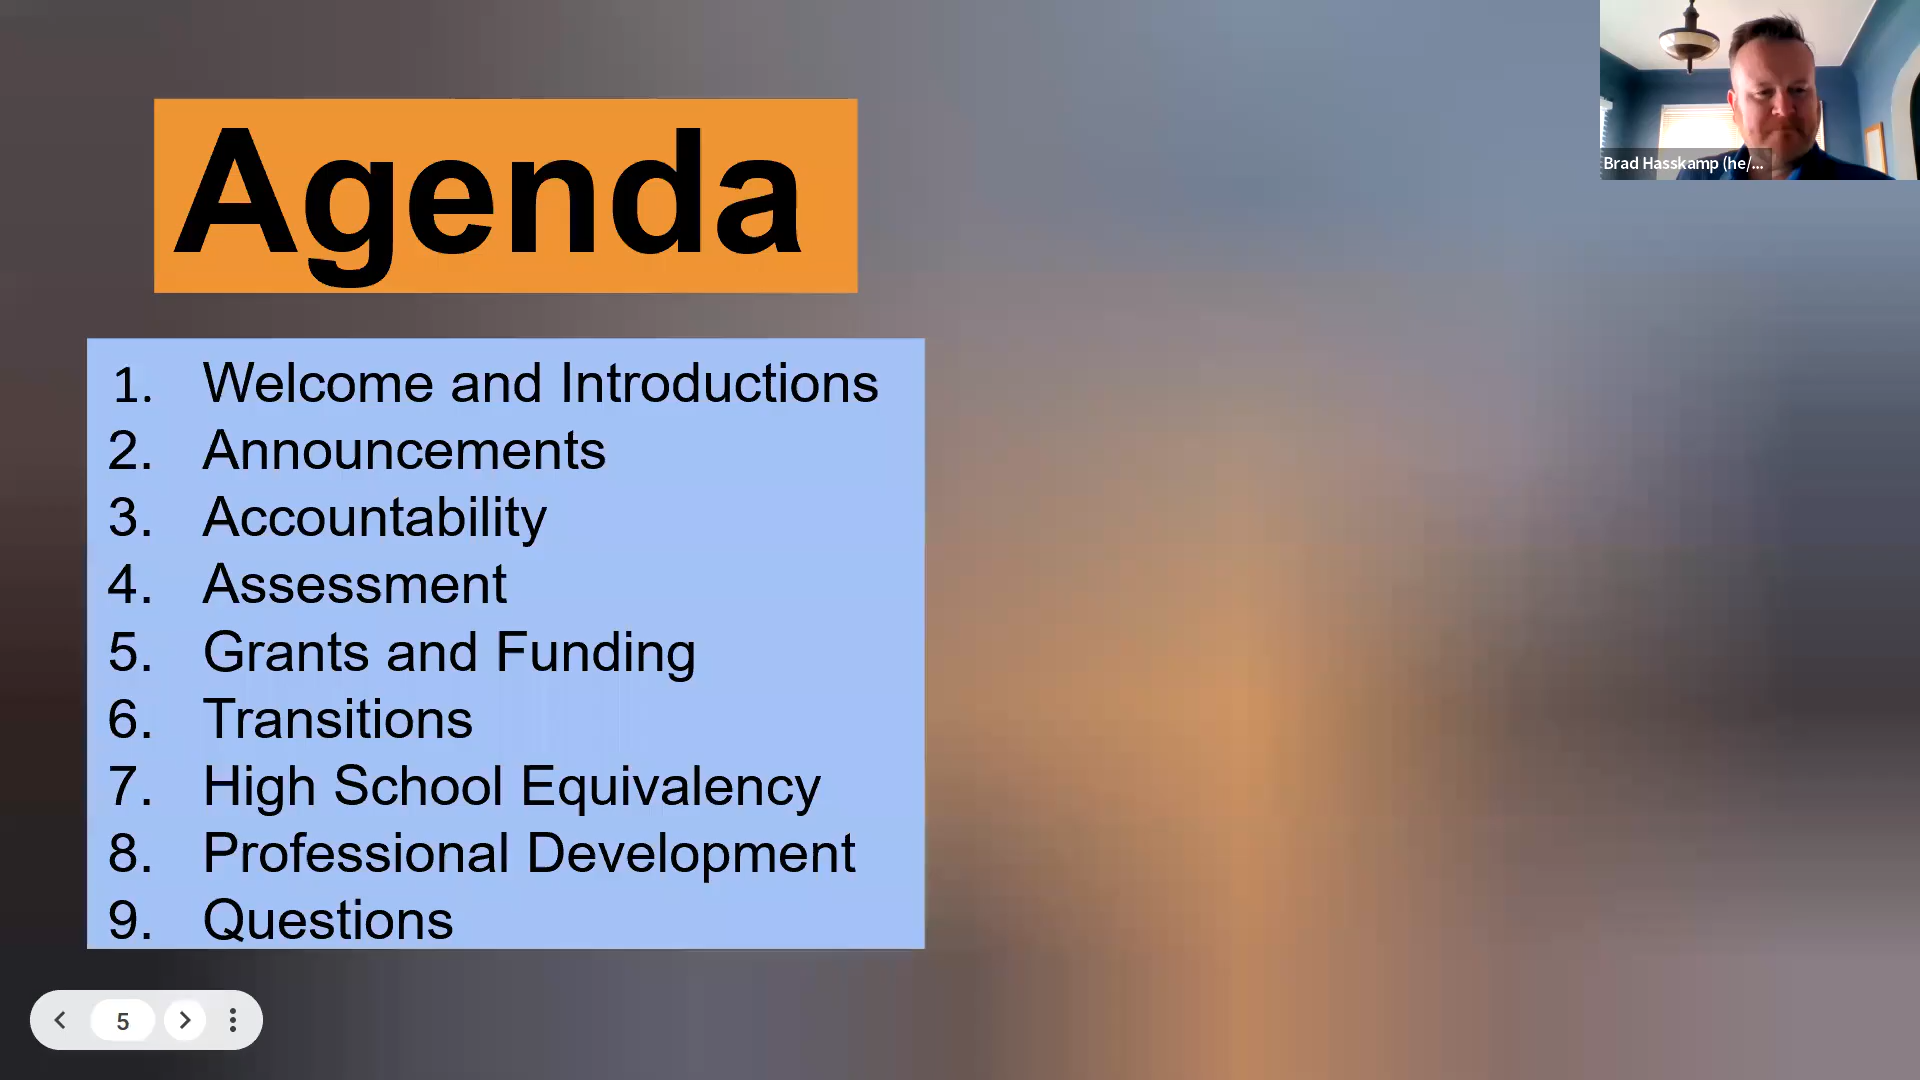 Agenda
1. Welcome and Introductions
2. Announcements
3. Accountability
4. Assessment
5. Grants and Funding
6. Transitions
7. High School Equivalency
8. Professional Development
9. Questions
Brad Hasskamp (he/...
5